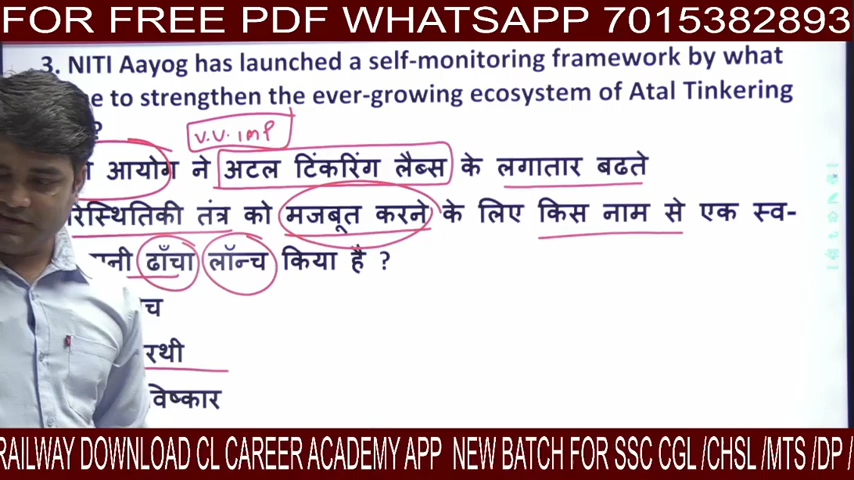 FOR FREE PDF WHATSAPP 7015382893
3. NITI Aayog has launched a self-monitoring framework by what
to strengthen the ever-growing ecosystem of Atal Tinkering
?
v.v. imp
आयोग ने अटल टिंकरिंग लैब्स के लगातार बढते
तंत्र को मजबूत करने के लिए किस नाम से एक स्व-
ढाँचा लॉन्च किया है ?
RAILWAY DOWNLOAD CL CAREER ACADEMY APP NEW BATCH FOR SSC CGL /CHSL /MTS /DP /